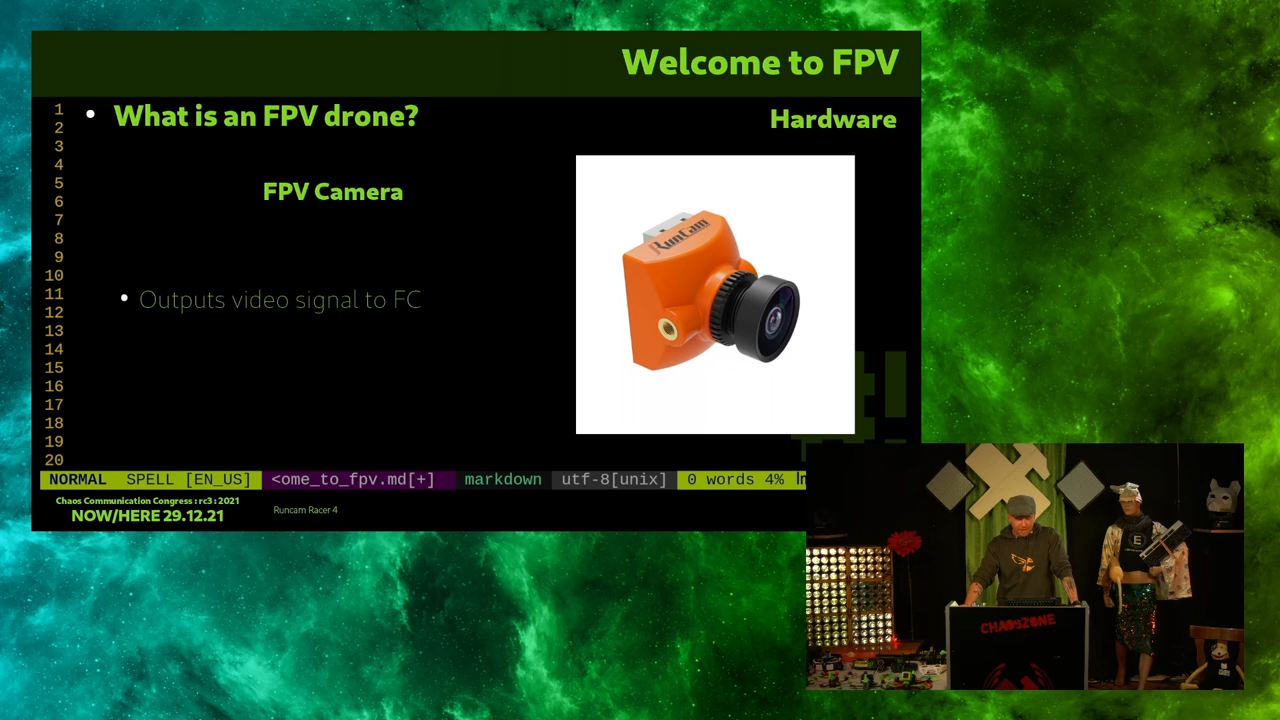 Welcome to FPV
What is an FPV drone?
Hardware
FPV Camera
RunCam
Outputs video signal to FC
1
2
3
4
5
6
7
8
9
10
11
12
13
14
15
16
17
18
19
20
NORMAL SPELL [EN_US] <ome_to_fpv.md[+] markdown utf-8[unix] 0 words 4% ln
Chaos Communication Congress : rc3 : 2021
NOW/HERE 29.12.21
Runcam Racer 4
E
CHAOSZONE